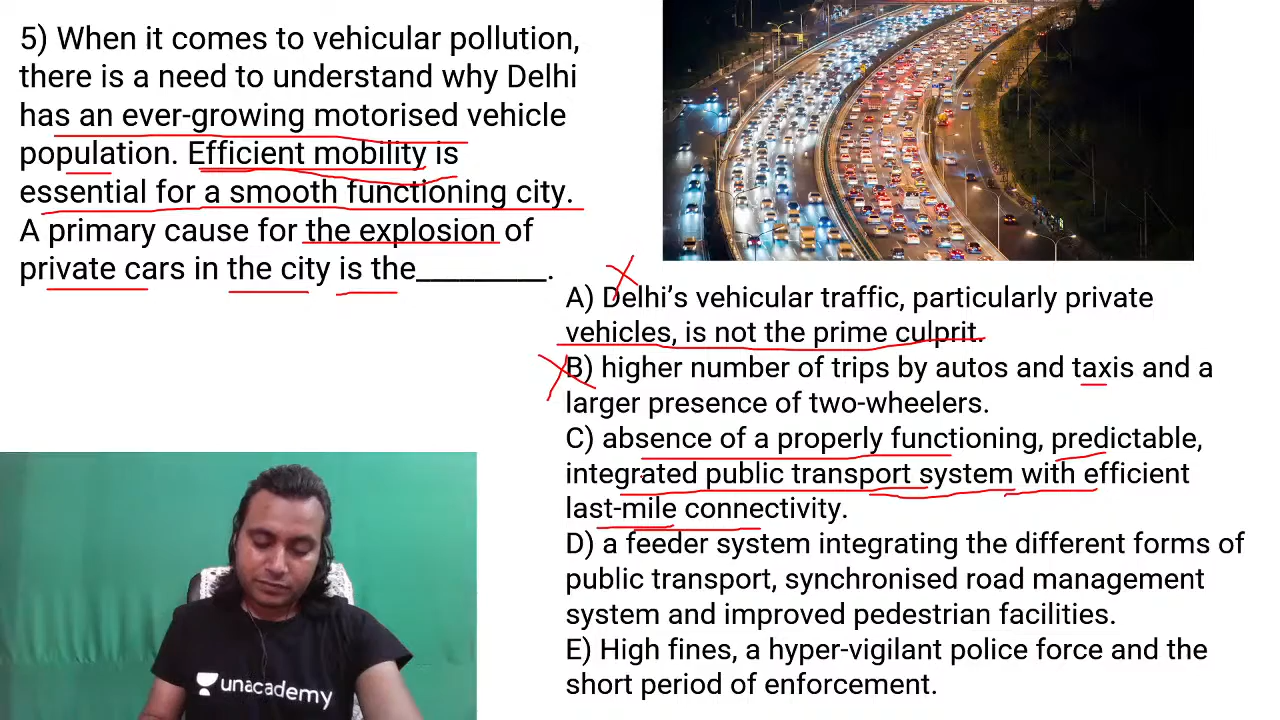 5) When it comes to vehicular pollution,
there is a need to understand why Delhi
has an ever-growing motorised vehicle
population. Efficient mobility is
essential for a smooth functioning city.
A primary cause for the explosion of
private cars in the city is the_________.
A) Delhi’s vehicular traffic, particularly private
vehicles, is not the prime culprit.
B) higher number of trips by autos and taxis and a
larger presence of two-wheelers.
C) absence of a properly functioning, predictable,
integrated public transport system with efficient
last-mile connectivity.
D) a feeder system integrating the different forms of
public transport, synchronised road management
system and improved pedestrian facilities.
E) High fines, a hyper-vigilant police force and the
short period of enforcement.
unacademy